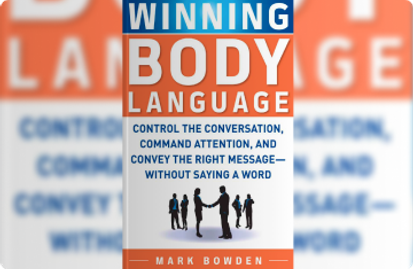 WINNING
BODY
LANGUAGE
CONTROL THE CONVERSATION,
COMMAND ATTENTION, AND
CONVEY THE RIGHT MESSAGE—
WITHOUT SAYING A WORD
MARK BOWDEN